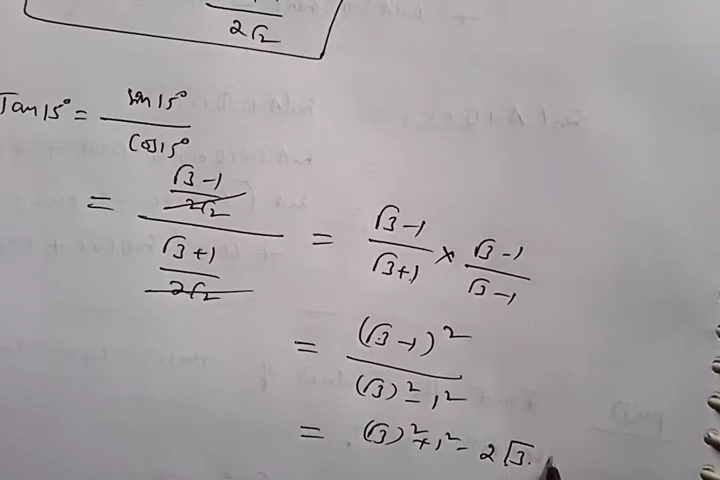 2√2
Tan15° = sin15° / cos15°
= (√3-1 / 2√2) / (√3+1 / 2√2) = √3-1 / √3+1 × √3-1 / √3-1
= (√3-1)² / (√3)²-1²
= (√3)²+1²-2√3.